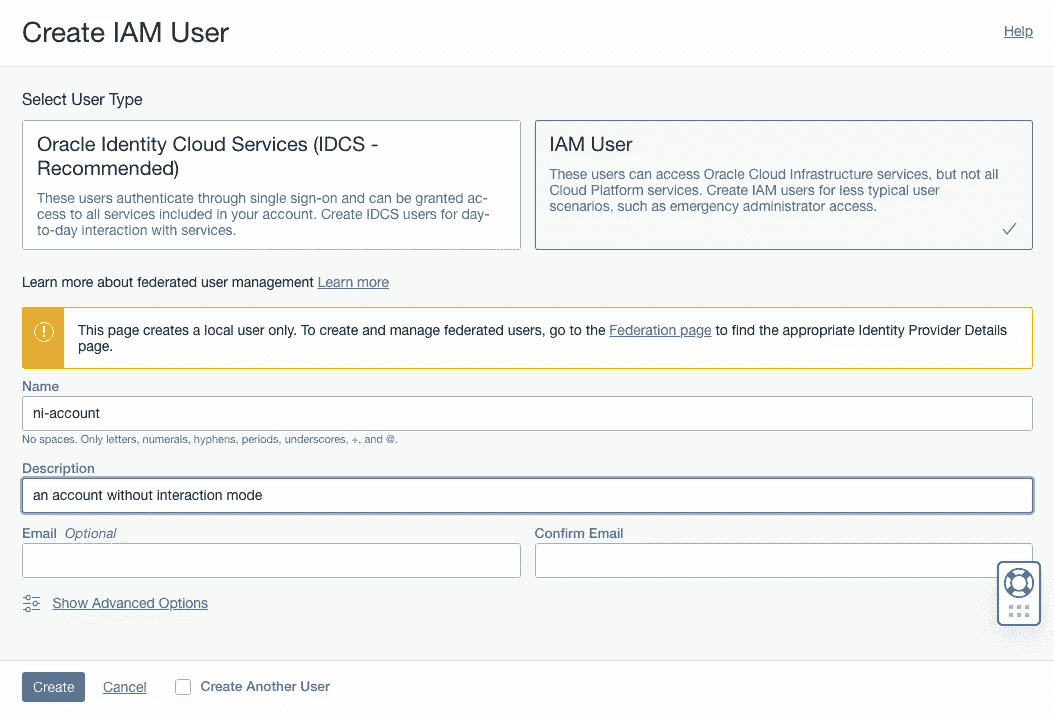 Create IAM User
Help
Select User Type
Oracle Identity Cloud Services (IDCS -
Recommended)
These users authenticate through single sign-on and can be granted ac-
cess to all services included in your account. Create IDCS users for day-
to-day interaction with services.
IAM User
These users can access Oracle Cloud Infrastructure services, but not all
Cloud Platform services. Create IAM users for less typical user
scenarios, such as emergency administrator access.
Learn more about federated user management Learn more
This page creates a local user only. To create and manage federated users, go to the Federation page to find the appropriate Identity Provider Details
page.
Name
ni-account
No spaces. Only letters, numerals, hyphens, periods, underscores, +, and @.
Description
an account without interaction mode
Email Optional
Confirm Email
Show Advanced Options
Create
Cancel
Create Another User